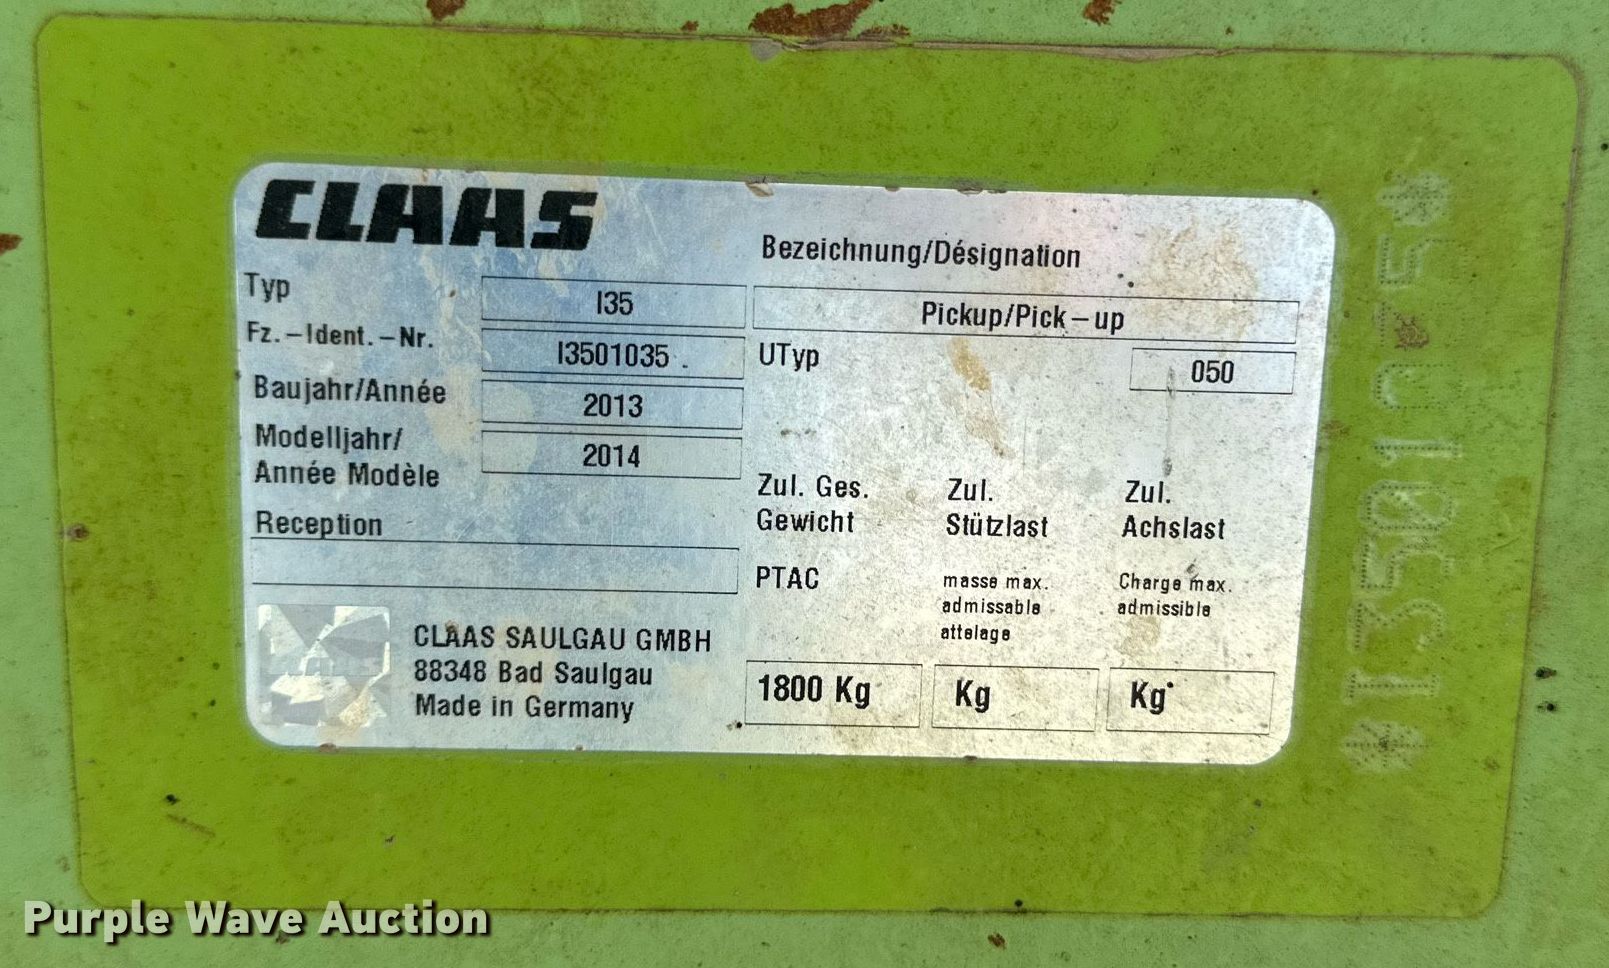 CLAAS
Typ I35
Fz.-Ident.-Nr. I3501035 .
Baujahr/Année 2013
Modelljahr/
Année Modèle 2014
Reception
CLAAS SAULGAU GMBH
88348 Bad Saulgau
Made in Germany
Bezeichnung/Désignation
Pickup/Pick-up
UTyp 050
Zul. Ges.
Gewicht
PTAC
1800 Kg
Zul.
Stützlast
masse max.
admissable
attelage
Kg
Zul.
Achslast
Charge max.
admissible
Kg
Purple Wave Auction